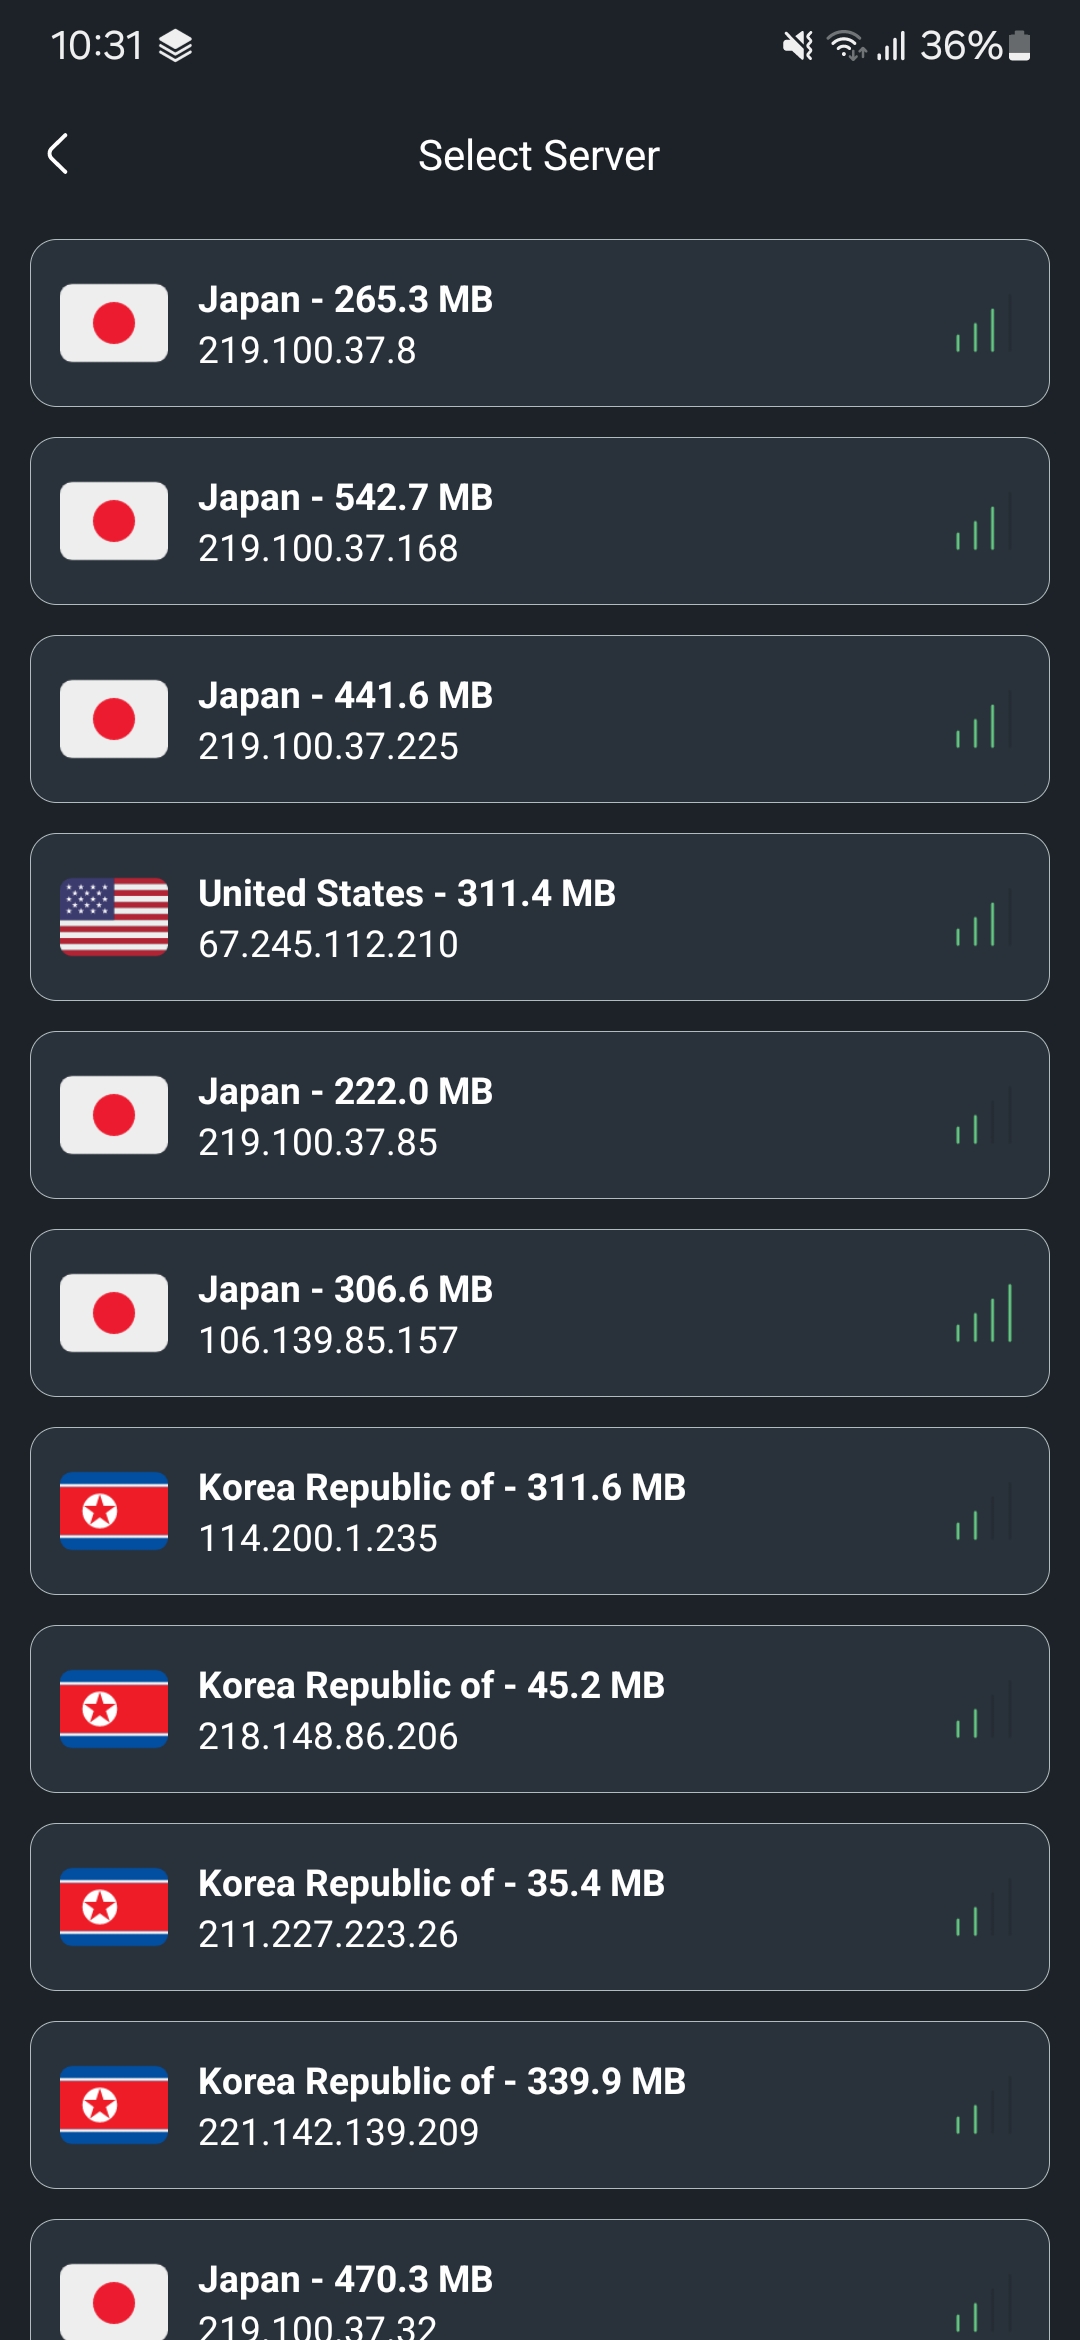 10:31
36%
Select Server
Japan - 265.3 MB
219.100.37.8
Japan - 542.7 MB
219.100.37.168
Japan - 441.6 MB
219.100.37.225
United States - 311.4 MB
67.245.112.210
Japan - 222.0 MB
219.100.37.85
Japan - 306.6 MB
106.139.85.157
Korea Republic of - 311.6 MB
114.200.1.235
Korea Republic of - 45.2 MB
218.148.86.206
Korea Republic of - 35.4 MB
211.227.223.26
Korea Republic of - 339.9 MB
221.142.139.209
Japan - 470.3 MB
219.100.37.32